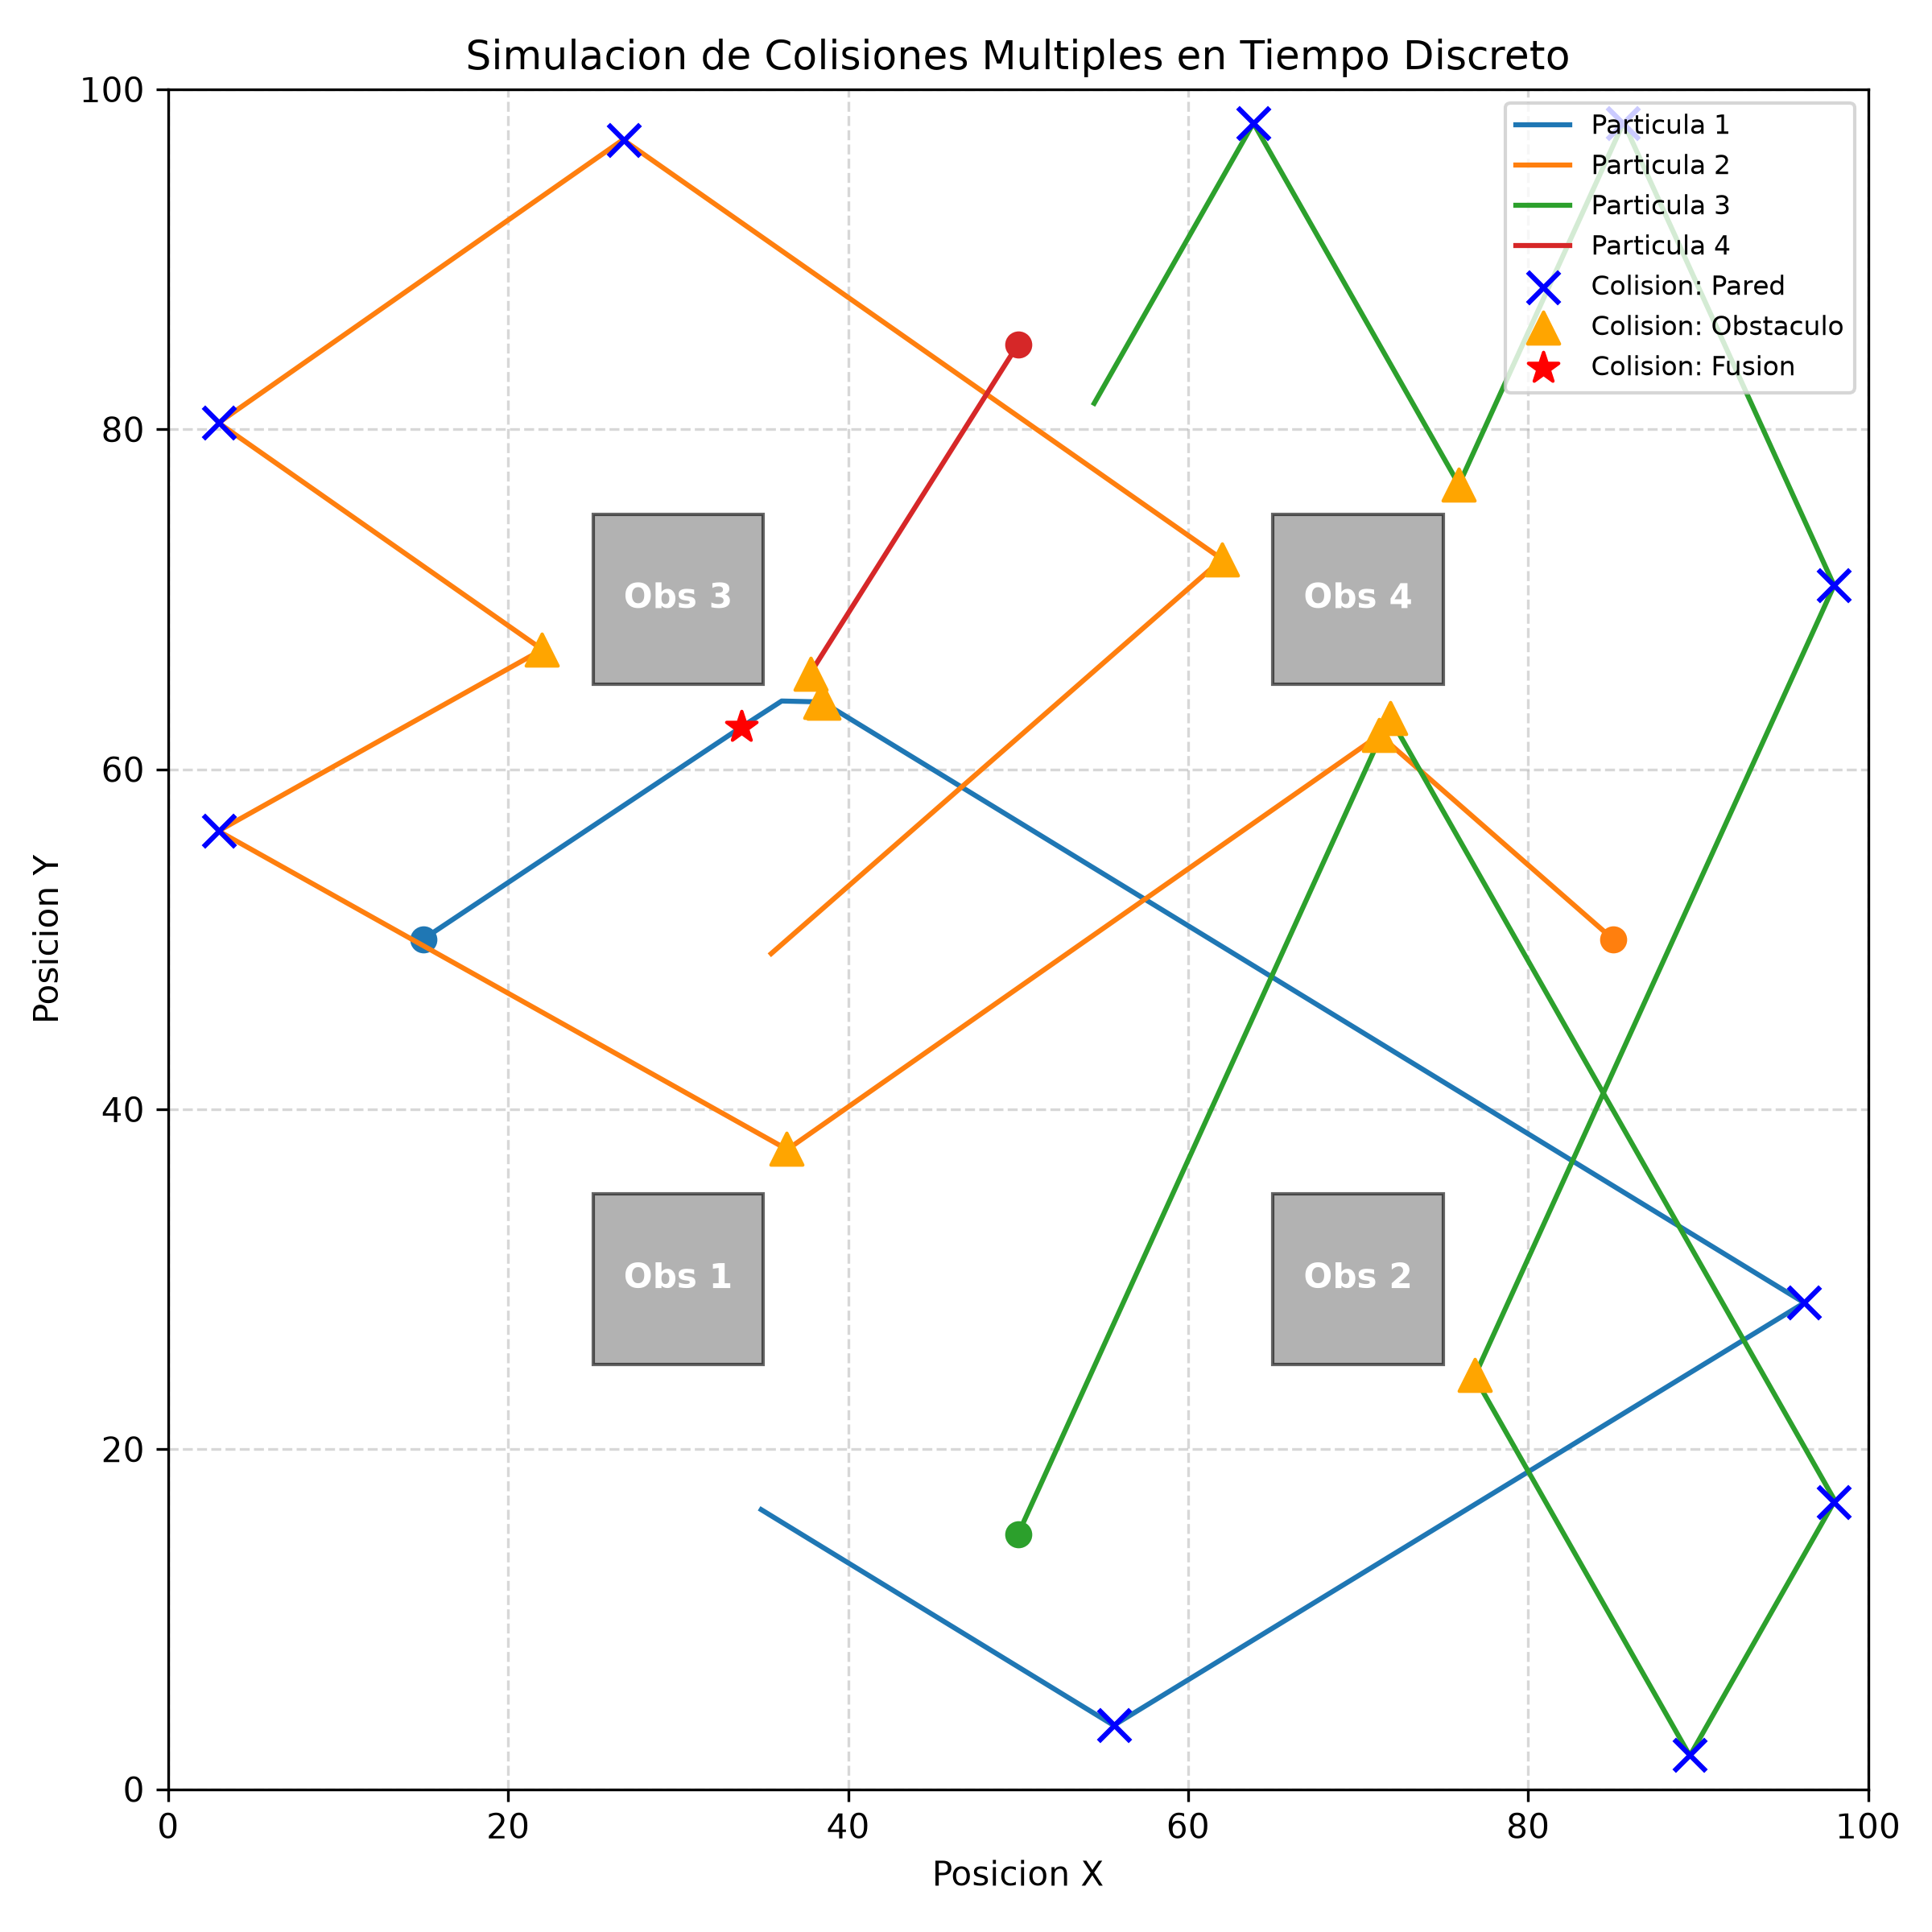 Simulacion de Colisiones Multiples en Tiempo Discreto
100
80
60
40
20
0
Posicion Y
Particula 1
Particula 2
Particula 3
Particula 4
Colision: Pared
Colision: Obstaculo
Colision: Fusion
Obs 3
Obs 4
Obs 1
Obs 2
0 20 40 60 80 100
Posicion X